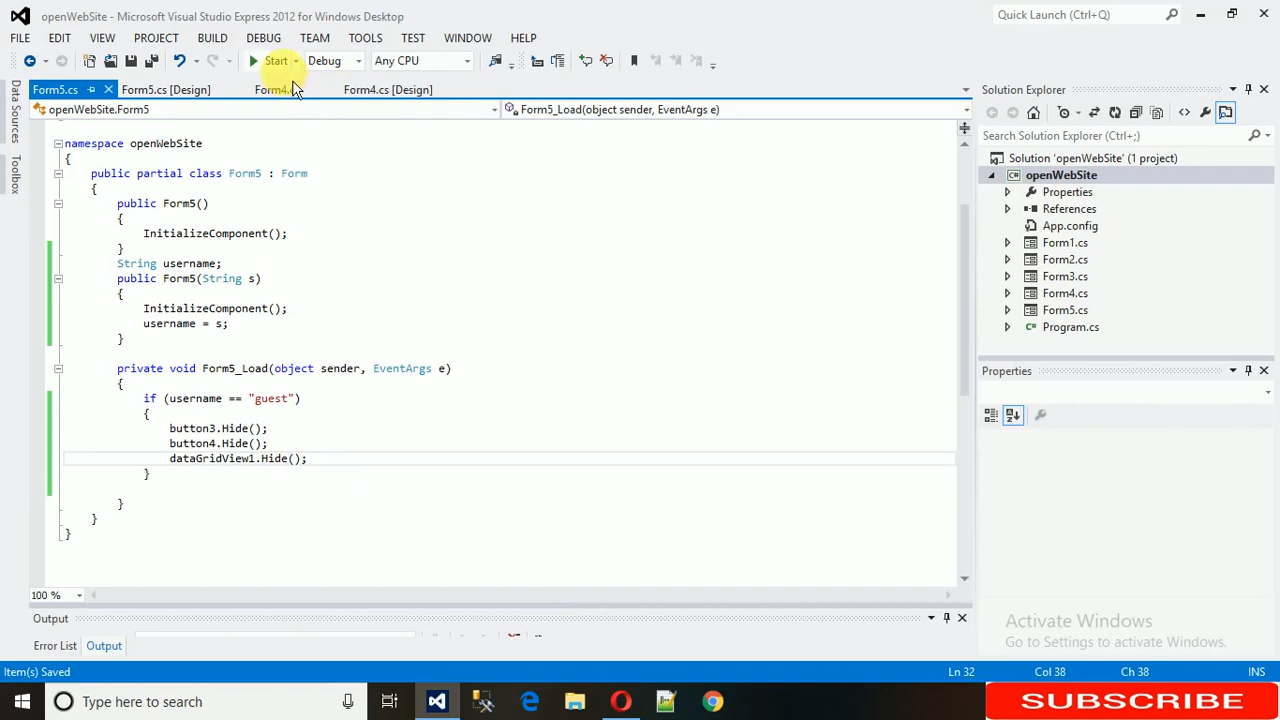 openWebSite - Microsoft Visual Studio Express 2012 for Windows Desktop
Quick Launch (Ctrl+Q)
FILE EDIT VIEW PROJECT BUILD DEBUG TEAM TOOLS TEST WINDOW HELP
Start Debug Any CPU
Form5.cs Form5.cs [Design] Form4.cs Form4.cs [Design]
Solution Explorer
openWebSite.Form5
Form5_Load(object sender, EventArgs e)
Data Sources
Toolbox
Search Solution Explorer (Ctrl+;)
Solution 'openWebSite' (1 project)
openWebSite
Properties
References
App.config
Form1.cs
Form2.cs
Form3.cs
Form4.cs
Form5.cs
Program.cs
namespace openWebSite
{
public partial class Form5 : Form
{
public Form5()
{
InitializeComponent();
}
String username;
public Form5(String s)
{
InitializeComponent();
username = s;
}
private void Form5_Load(object sender, EventArgs e)
{
if (username == "guest")
{
button3.Hide();
button4.Hide();
dataGridView1.Hide();
}
}
}
}
Properties
100 %
Output
Error List Output
Activate Windows
Go to Settings to activate Windows.
Item(s) Saved
Ln 32 Col 38 Ch 38 INS
Type here to search
SUBSCRIBE